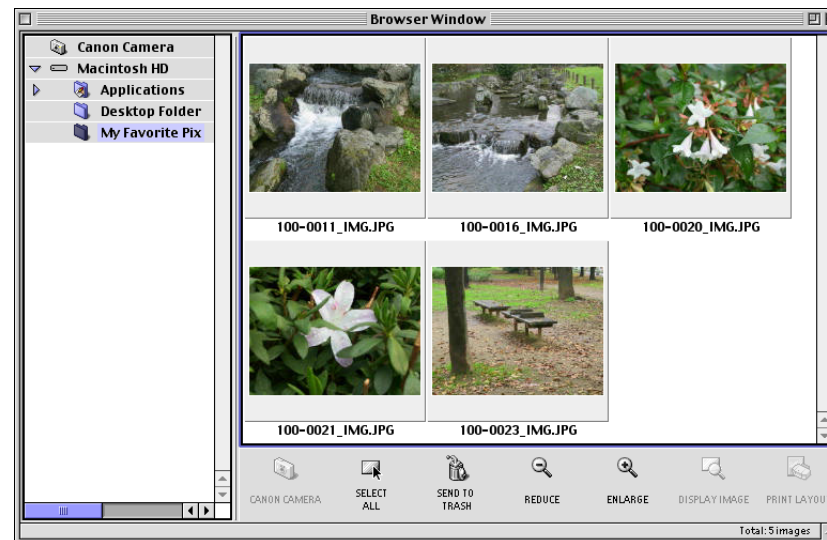 Browser Window
Canon Camera
Macintosh HD
Applications
Desktop Folder
My Favorite Pix
100-0011_IMG.JPG
100-0016_IMG.JPG
100-0020_IMG.JPG
100-0021_IMG.JPG
100-0023_IMG.JPG
CANON CAMERA
SELECT
ALL
SEND TO
TRASH
REDUCE
ENLARGE
DISPLAY IMAGE
PRINT LAYOU
Total:5images